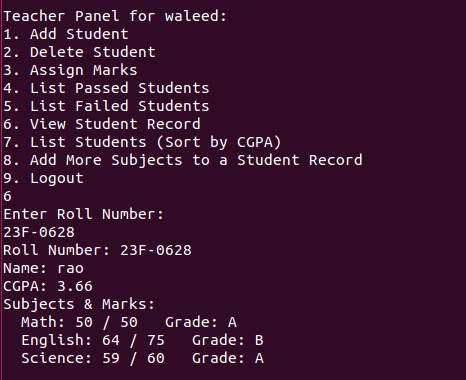 Teacher Panel for waleed:
1. Add Student
2. Delete Student
3. Assign Marks
4. List Passed Students
5. List Failed Students
6. View Student Record
7. List Students (Sort by CGPA)
8. Add More Subjects to a Student Record
9. Logout
6
Enter Roll Number:
23F-0628
Roll Number: 23F-0628
Name: rao
CGPA: 3.66
Subjects & Marks:
  Math: 50 / 50   Grade: A
  English: 64 / 75   Grade: B
  Science: 59 / 60   Grade: A